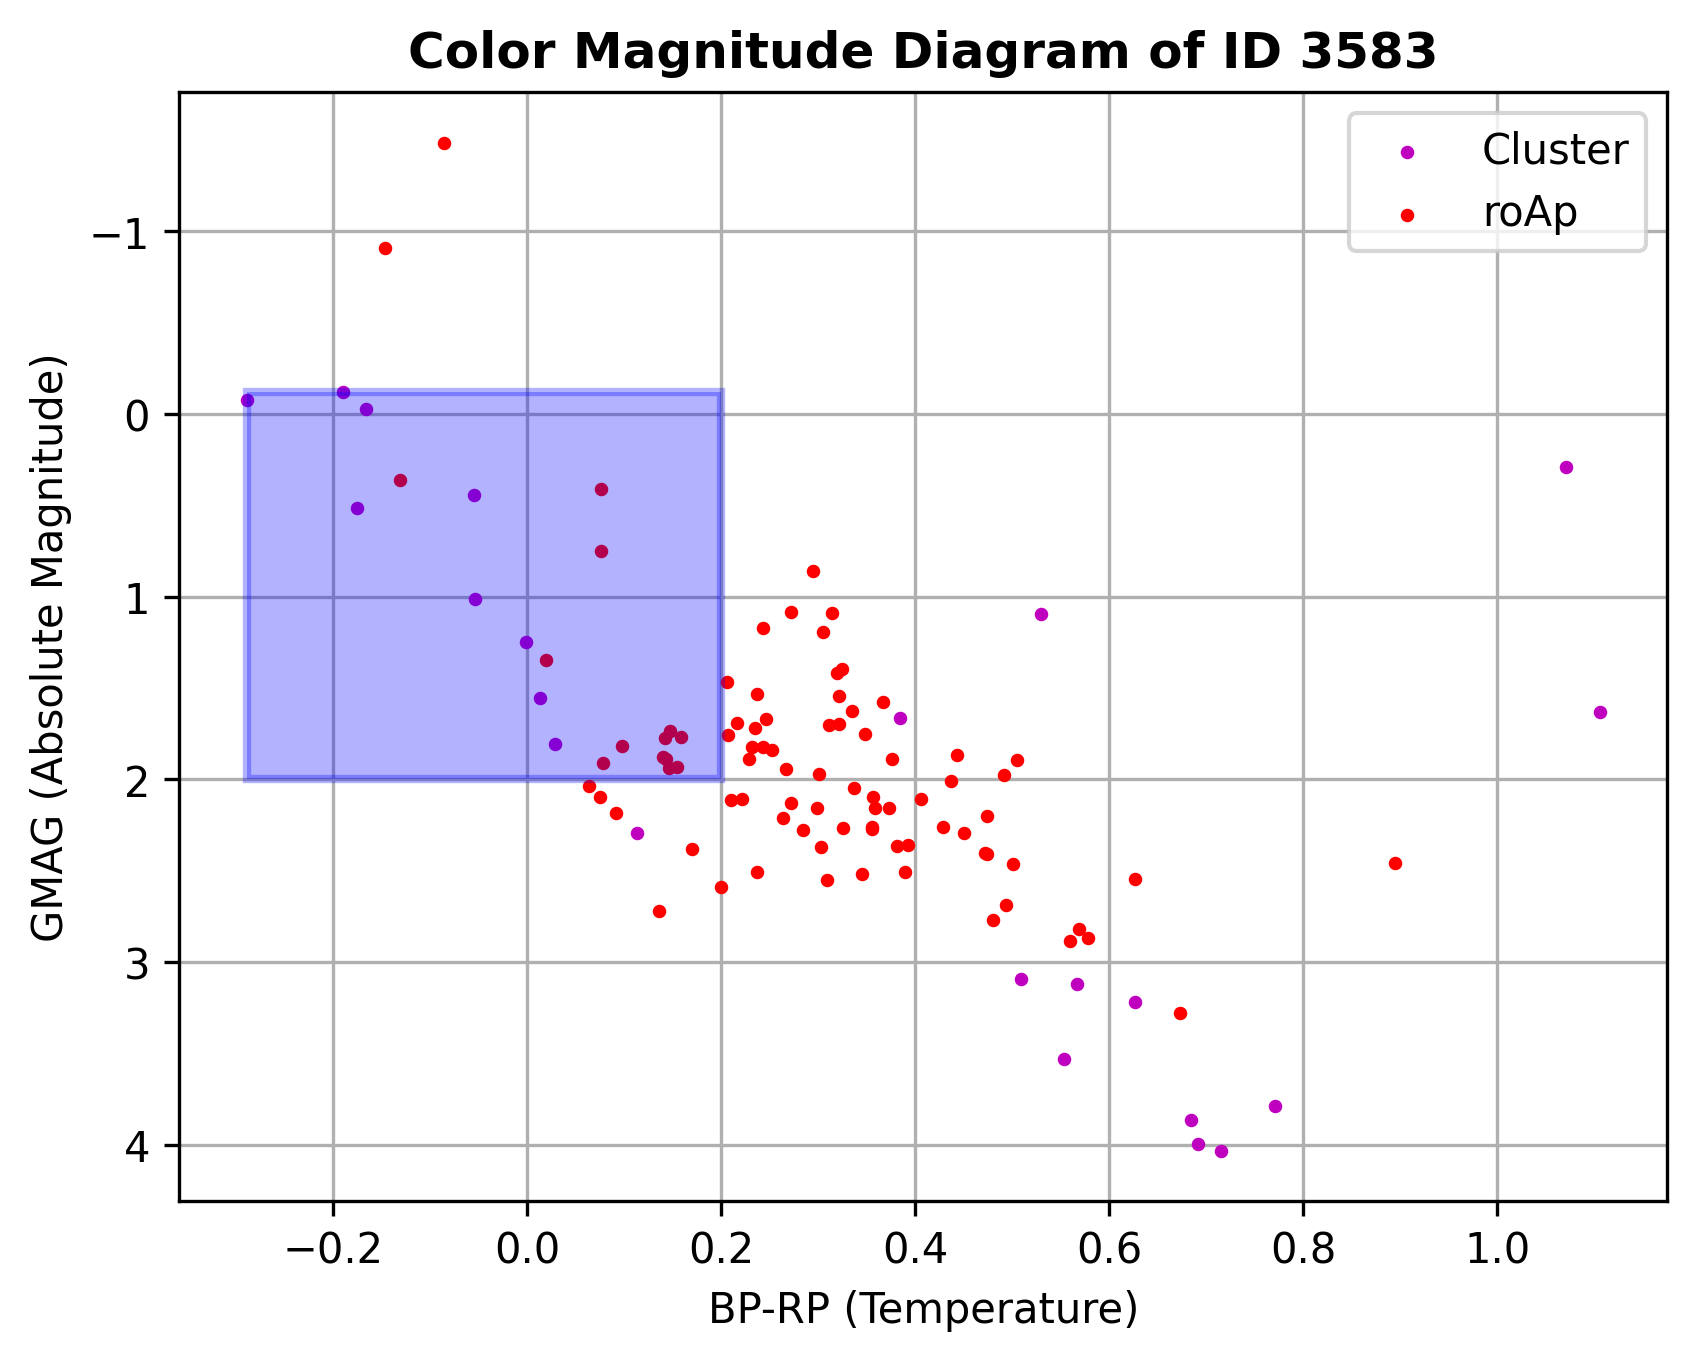 Color Magnitude Diagram of ID 3583
Cluster
roAp
GMAG (Absolute Magnitude)
−1
0
1
2
3
4
−0.2 0.0 0.2 0.4 0.6 0.8 1.0
BP-RP (Temperature)